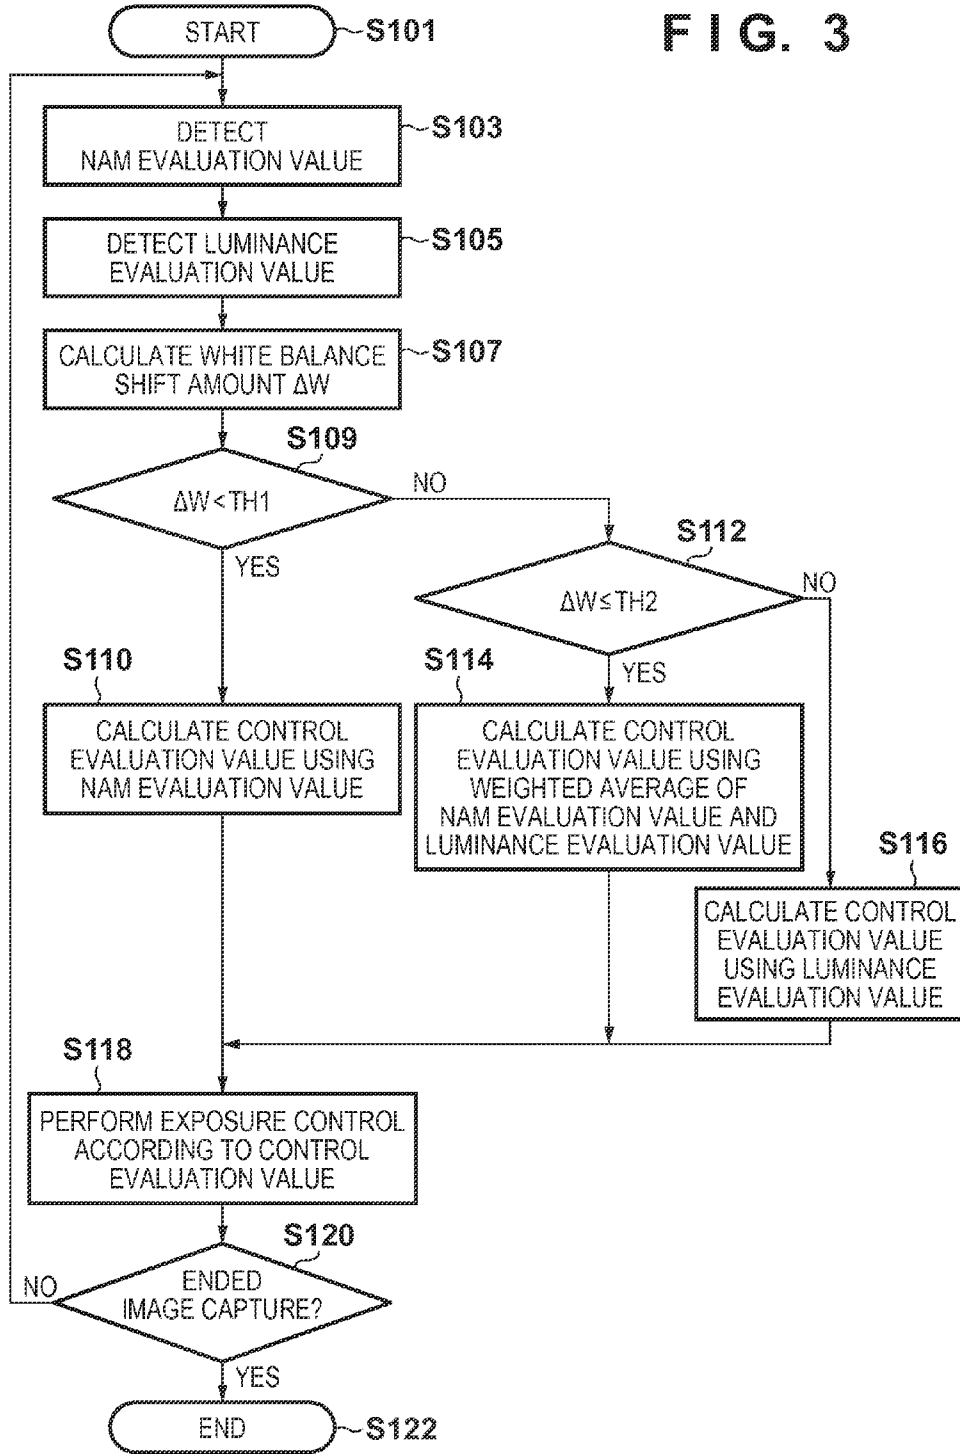 F I G. 3
START
S101
DETECT
NAM EVALUATION VALUE
S103
DETECT LUMINANCE
EVALUATION VALUE
S105
CALCULATE WHITE BALANCE
SHIFT AMOUNT ΔW
S107
S109
ΔW<TH1
NO
YES
S112
ΔW≤TH2
NO
YES
S110
CALCULATE CONTROL
EVALUATION VALUE USING
NAM EVALUATION VALUE
S114
CALCULATE CONTROL
EVALUATION VALUE USING
WEIGHTED AVERAGE OF
NAM EVALUATION VALUE AND
LUMINANCE EVALUATION VALUE
S116
CALCULATE CONTROL
EVALUATION VALUE
USING LUMINANCE
EVALUATION VALUE
S118
PERFORM EXPOSURE CONTROL
ACCORDING TO CONTROL
EVALUATION VALUE
S120
ENDED
IMAGE CAPTURE?
NO
YES
END
S122